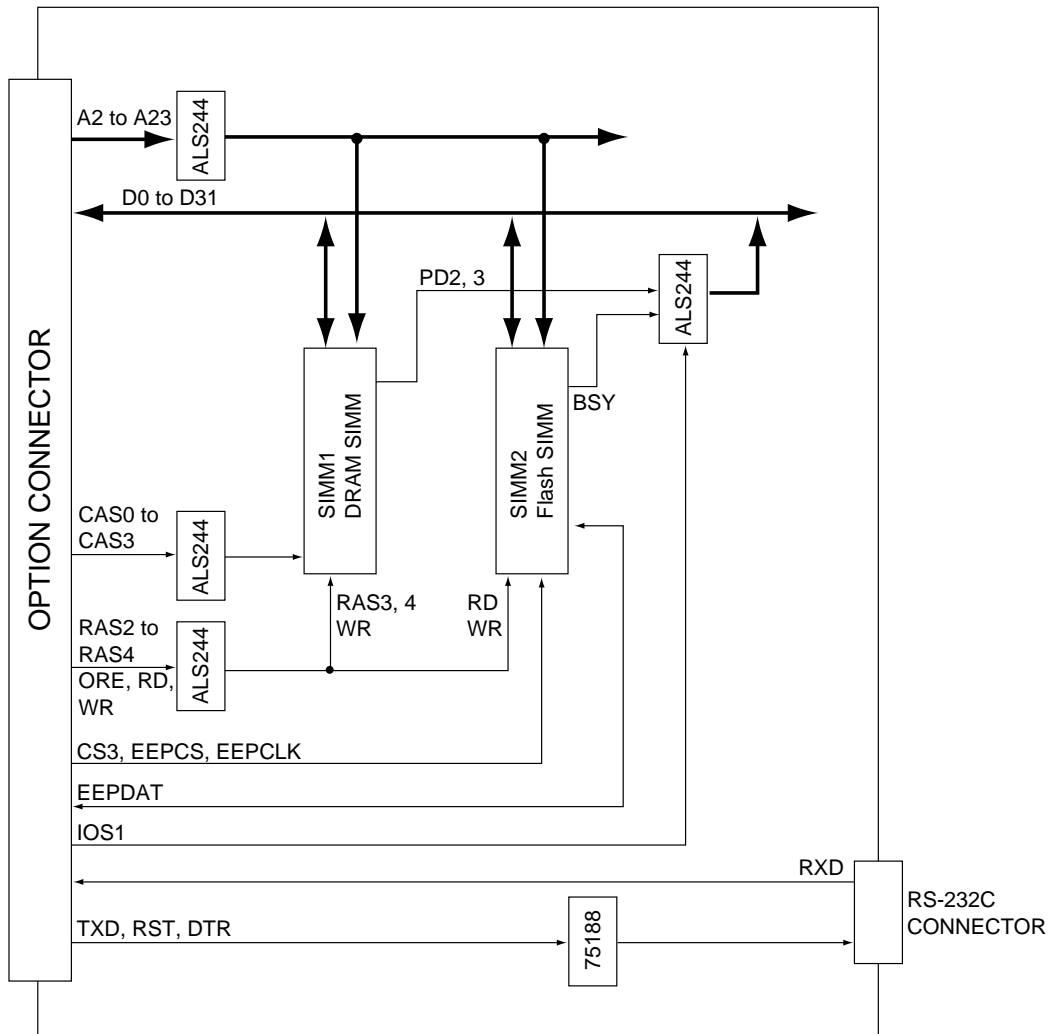 A2 to A23
ALS244
D0 to D31
PD2, 3
ALS244
OPTION CONNECTOR
SIMM1
DRAM SIMM
SIMM2
Flash SIMM
BSY
CAS0 to
CAS3
ALS244
RAS3, 4
WR
RD
WR
RAS2 to
RAS4
ORE, RD,
WR
ALS244
CS3, EEPCS, EEPCLK
EEPDAT
IOS1
RXD
RS-232C
CONNECTOR
TXD, RST, DTR
75188